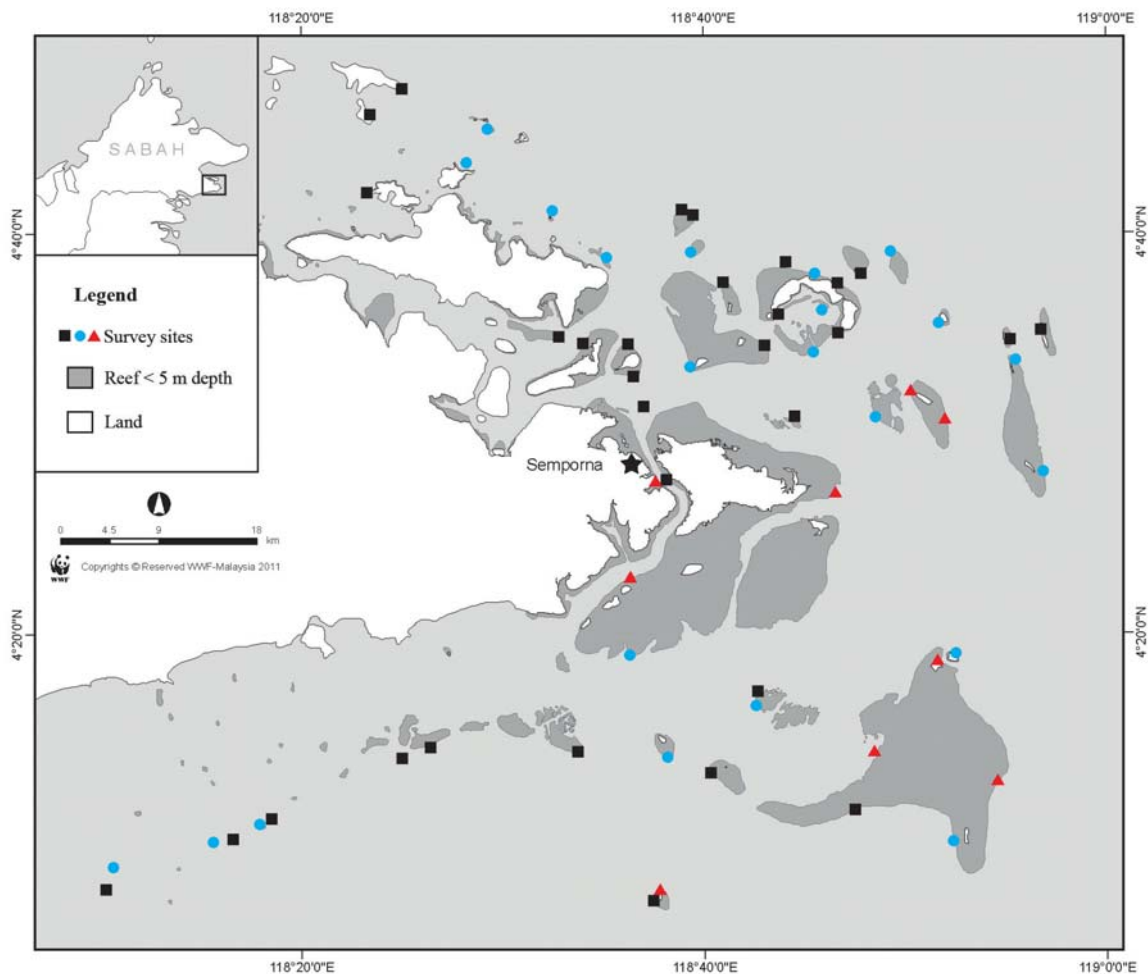 118°20'0"E 118°40'0"E 119°0'0"E
SABAH
4°40'0"N 4°40'0"N
Legend
Survey sites
Reef < 5 m depth
Land
Semporna
0 4.5 9 18
km
WWF
Copyrights © Reserved WWF-Malaysia 2011
4°20'0"N 4°20'0"N
118°20'0"E 118°40'0"E 119°0'0"E